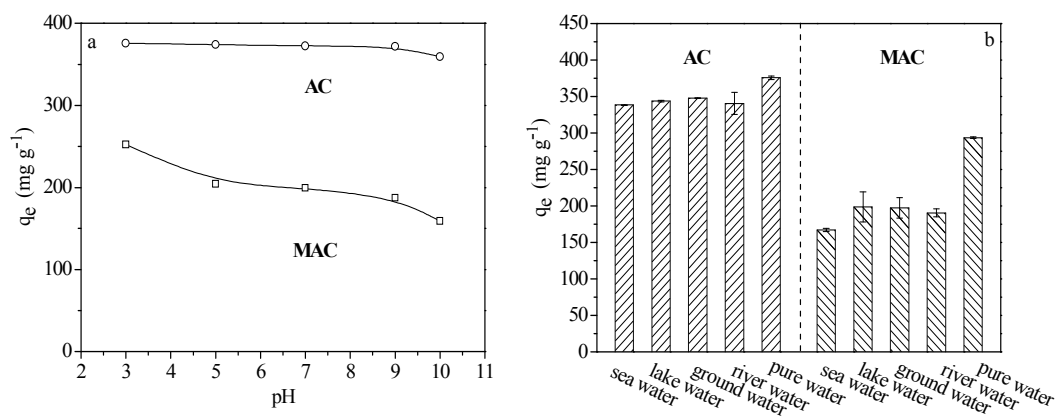 a
400
300
200
100
0
q_e (mg g⁻¹)
AC
MAC
2 3 4 5 6 7 8 9 10 11
pH
b
450
400
350
300
250
200
150
100
50
0
q_e (mg g⁻¹)
AC
MAC
sea water
lake water
ground water
river water
pure water
sea water
lake water
ground water
river water
pure water